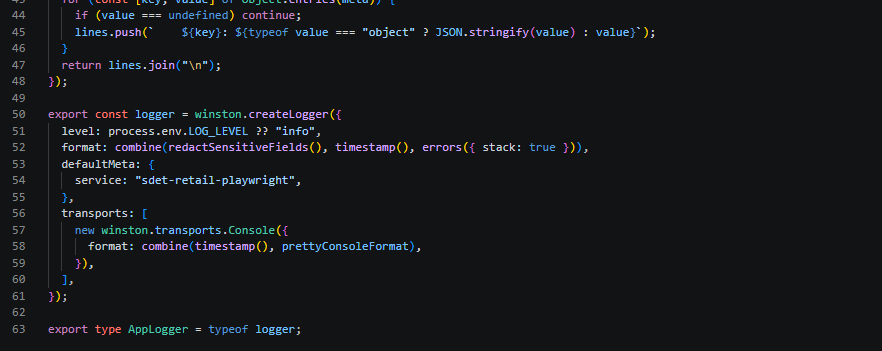 43 for (const [key, value] of Object.entries(meta)) {
44 if (value === undefined) continue;
45 lines.push(`    ${key}: ${typeof value === "object" ? JSON.stringify(value) : value}`);
46 }
47 return lines.join("\n");
48 });
49
50 export const logger = winston.createLogger({
51 level: process.env.LOG_LEVEL ?? "info",
52 format: combine(redactSensitiveFields(), timestamp(), errors({ stack: true })),
53 defaultMeta: {
54 service: "sdet-retail-playwright",
55 },
56 transports: [
57 new winston.transports.Console({
58 format: combine(timestamp(), prettyConsoleFormat),
59 }),
60 ],
61 });
62
63 export type AppLogger = typeof logger;